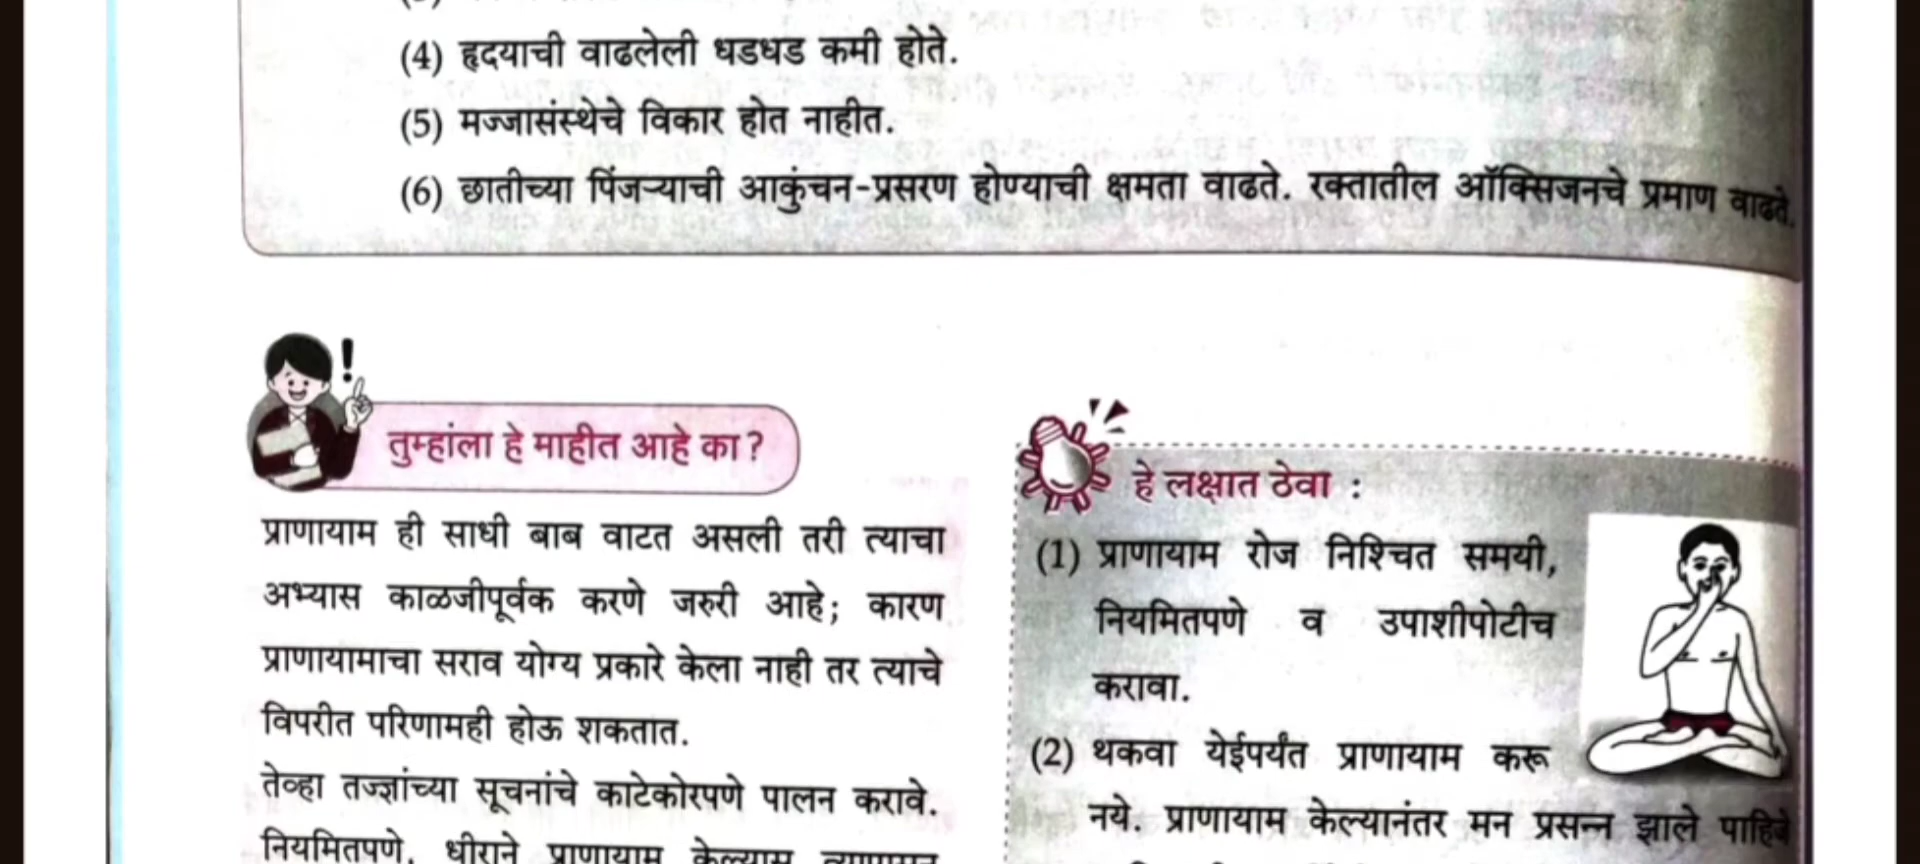 (4) हृदयाची वाढलेली धडधड कमी होते.
(5) मज्जासंस्थेचे विकार होत नाहीत.
(6) छातीच्या पिंजऱ्याची आकुंचन-प्रसरण होण्याची क्षमता वाढते. रक्तातील ऑक्सिजनचे प्रमाण वाढते.
तुम्हांला हे माहीत आहे का?
प्राणायाम ही साधी बाब वाटत असली तरी त्याचा
अभ्यास काळजीपूर्वक करणे जरुरी आहे; कारण
प्राणायामाचा सराव योग्य प्रकारे केला नाही तर त्याचे
विपरीत परिणामही होऊ शकतात.
तेव्हा तज्ज्ञांच्या सूचनांचे काटेकोरपणे पालन करावे.
नियमितपणे, धीराने प्राणायाम केल्यास
हे लक्षात ठेवा :
(1) प्राणायाम रोज निश्चित समयी,
नियमितपणे व उपाशीपोटीच
करावा.
(2) थकवा येईपर्यंत प्राणायाम करू
नये. प्राणायाम केल्यानंतर मन प्रसन्न झाले पाहिजे